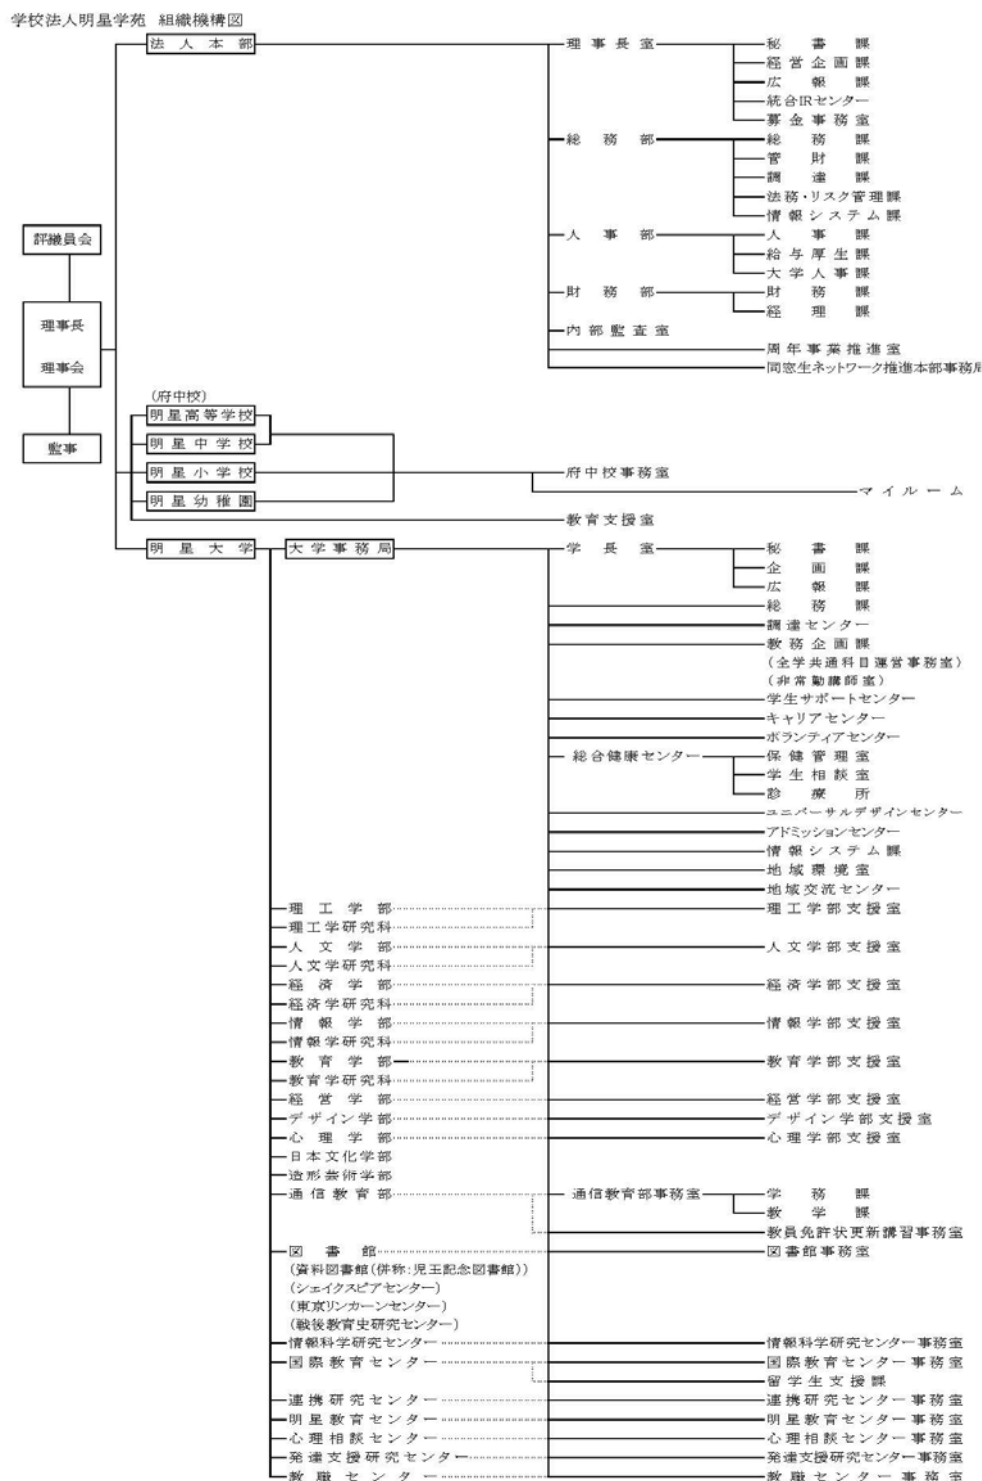 学校法人明星学苑 組織機構図
法人本部 理事長室 秘書課
経営企画課
広報課
統合IRセンター
募金事務室
総務部 総務課
管財課
調達課
法務・リスク管理課
情報システム課
評議員会 人事部 人事課
給与厚生課
大学人事課
財務部 財務課
理事長 経理課
内部監査室
周年事業推進室
理事会 同窓生ネットワーク推進本部事務局
(府中校)
明星高等学校
監事 明星中学校
明星小学校 府中校事務室
マイルーム
明星幼稚園
教育支援室
明星大学 大学事務局 学長室 秘書課
企画課
広報課
総務課
調達センター
教務企画課
(全学共通科目運営事務室)
(非常勤講師室)
学生サポートセンター
キャリアセンター
ボランティアセンター
総合健康センター 保健管理室
学生相談室
診療所
ユニバーサルデザインセンター
アドミッションセンター
情報システム課
地域環境室
地域交流センター
理工学部 理工学部支援室
理工学研究科
人文学部 人文学部支援室
人文学研究科
経済学部 経済学部支援室
経済学研究科
情報学部 情報学部支援室
情報学研究科
教育学部 教育学部支援室
教育学研究科
経営学部 経営学部支援室
デザイン学部 デザイン学部支援室
心理学部 心理学部支援室
日本文化学部
造形芸術学部
通信教育部 通信教育部事務室 学務課
教学課
教員免許状更新講習事務室
図書館 図書館事務室
(資料図書館(併称:児玉記念図書館))
(シェイクスピアセンター)
(東京リンカーンセンター)
(戦後教育史研究センター)
情報科学研究センター 情報科学研究センター事務室
国際教育センター 国際教育センター事務室
留学生支援課
連携研究センター 連携研究センター事務室
明星教育センター 明星教育センター事務室
心理相談センター 心理相談センター事務室
発達支援研究センター 発達支援研究センター事務室
教職センター 教職センター事務室